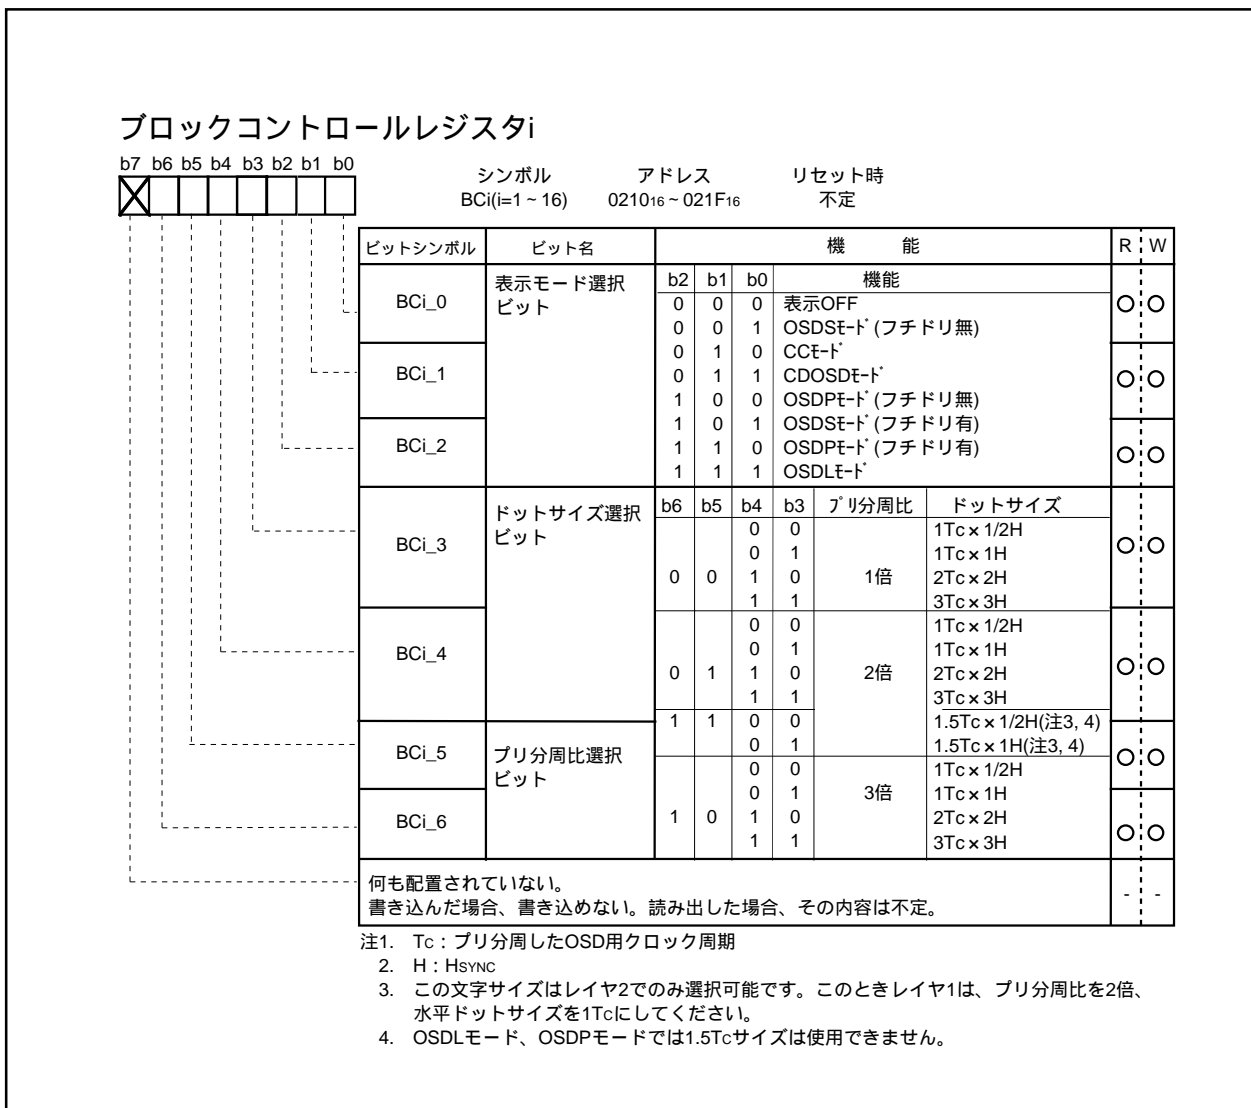 ブロックコントロールレジスタi
b7 b6 b5 b4 b3 b2 b1 b0
シンボル アドレス リセット時
BCi(i=1～16) 0210₁₆～021F₁₆ 不定
ビットシンボル ビット名 機 能 R W
BCi_0 表示モード選択ビット
b2 b1 b0 機能
0 0 0 表示OFF
0 0 1 OSDSﾓｰﾄﾞ(フチドリ無)
BCi_1
0 1 0 CCﾓｰﾄﾞ
0 1 1 CDOSDﾓｰﾄﾞ
1 0 0 OSDPﾓｰﾄﾞ(フチドリ無)
BCi_2
1 0 1 OSDSﾓｰﾄﾞ(フチドリ有)
1 1 0 OSDPﾓｰﾄﾞ(フチドリ有)
1 1 1 OSDLﾓｰﾄﾞ
BCi_3 ドットサイズ選択ビット
b6 b5 b4 b3 ﾌﾟﾘ分周比 ドットサイズ
0 0 1Tc×1/2H
0 1 1Tc×1H
0 0 1 0 1倍 2Tc×2H
1 1 3Tc×3H
BCi_4
0 0 1Tc×1/2H
0 1 1Tc×1H
0 1 1 0 2倍 2Tc×2H
1 1 3Tc×3H
BCi_5 プリ分周比選択ビット
1 1 0 0 1.5Tc×1/2H(注3, 4)
0 1 1.5Tc×1H(注3, 4)
BCi_6
0 0 1Tc×1/2H
0 1 3倍 1Tc×1H
1 0 1 0 2Tc×2H
1 1 3Tc×3H
何も配置されていない。
書き込んだ場合、書き込めない。読み出した場合、その内容は不定。 - -
注1. Tc：プリ分周したOSD用クロック周期
2. H：HSYNC
3. この文字サイズはレイヤ2でのみ選択可能です。このときレイヤ1は、プリ分周比を2倍、
水平ドットサイズを1Tcにしてください。
4. OSDLモード、OSDPモードでは1.5Tcサイズは使用できません。